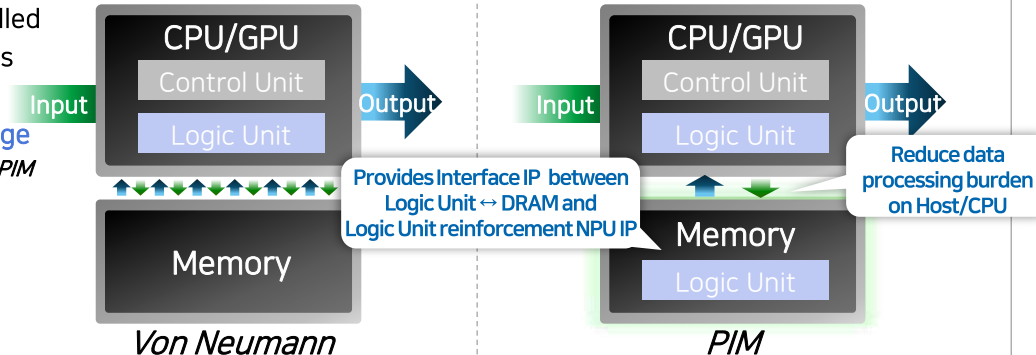 lled
s
ge
PIM
CPU/GPU
Control Unit
Logic Unit
Input
Output
Memory
Von Neumann
Provides Interface IP between
Logic Unit ↔ DRAM and
Logic Unit reinforcement NPU IP
CPU/GPU
Control Unit
Logic Unit
Input
Output
Reduce data
processing burden
on Host/CPU
Memory
Logic Unit
PIM